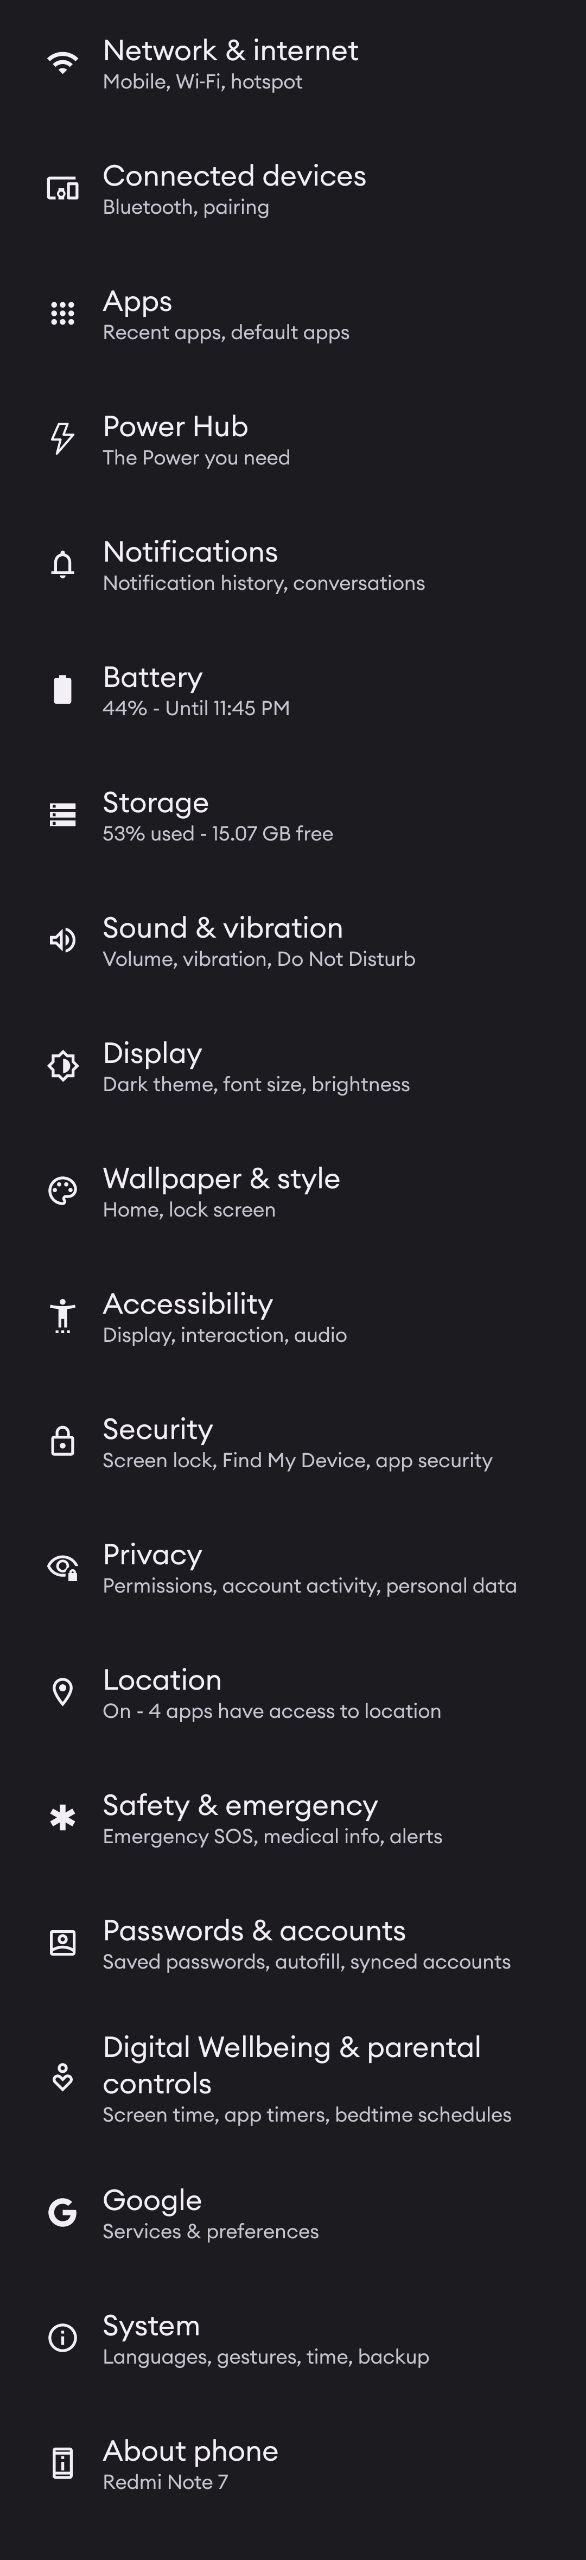 Network & internet
Mobile, Wi-Fi, hotspot
Connected devices
Bluetooth, pairing
Apps
Recent apps, default apps
Power Hub
The Power you need
Notifications
Notification history, conversations
Battery
44% - Until 11:45 PM
Storage
53% used - 15.07 GB free
Sound & vibration
Volume, vibration, Do Not Disturb
Display
Dark theme, font size, brightness
Wallpaper & style
Home, lock screen
Accessibility
Display, interaction, audio
Security
Screen lock, Find My Device, app security
Privacy
Permissions, account activity, personal data
Location
On - 4 apps have access to location
Safety & emergency
Emergency SOS, medical info, alerts
Passwords & accounts
Saved passwords, autofill, synced accounts
Digital Wellbeing & parental
controls
Screen time, app timers, bedtime schedules
Google
Services & preferences
System
Languages, gestures, time, backup
About phone
Redmi Note 7